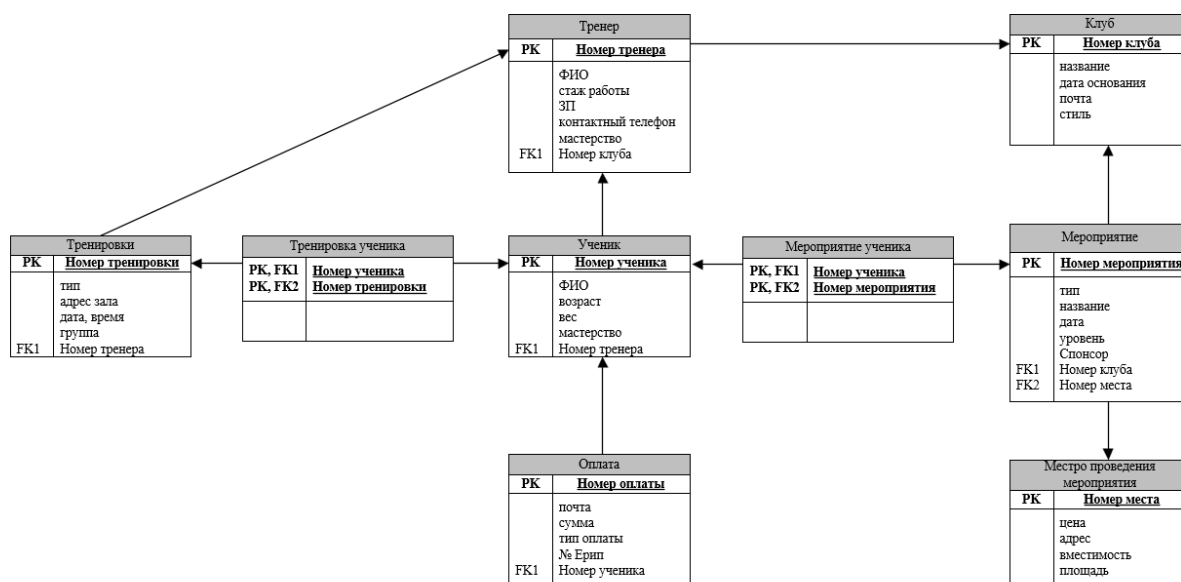 Тренер
PK Номер тренера
ФИО
стаж работы
ЗП
контактный телефон
мастерство
FK1 Номер клуба
Клуб
PK Номер клуба
название
дата основания
почта
стиль
Тренировки
PK Номер тренировки
тип
адрес зала
дата, время
группа
FK1 Номер тренера
Тренировка ученика
PK, FK1 Номер ученика
PK, FK2 Номер тренировки
Ученик
PK Номер ученика
ФИО
возраст
вес
мастерство
FK1 Номер тренера
Мероприятие ученика
PK, FK1 Номер ученика
PK, FK2 Номер мероприятия
Мероприятие
PK Номер мероприятия
тип
название
дата
уровень
Спонсор
FK1 Номер клуба
FK2 Номер места
Оплата
PK Номер оплаты
почта
сумма
тип оплаты
№ Ерип
FK1 Номер ученика
Местро проведения
мероприятия
PK Номер места
цена
адрес
вместимость
площадь